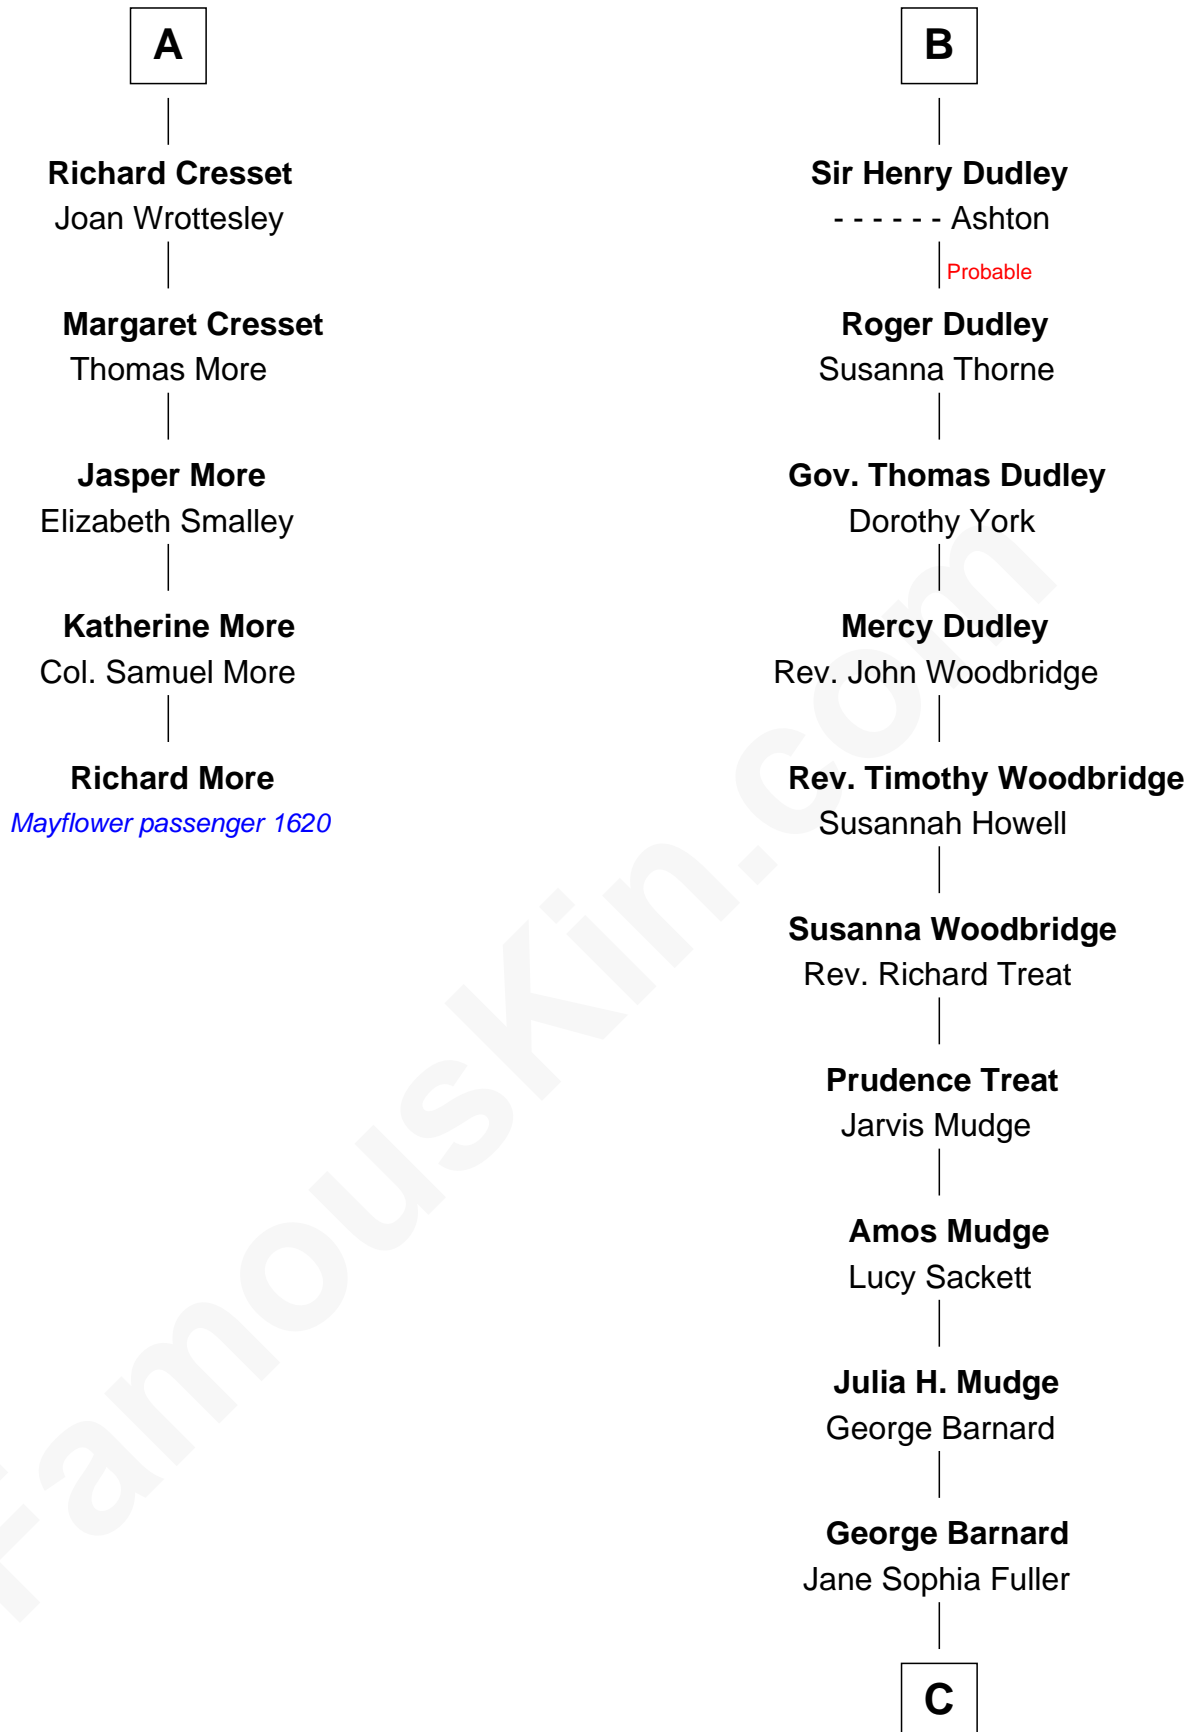 A
Richard Cresset
Joan Wrottesley
Margaret Cresset
Thomas More
Jasper More
Elizabeth Smalley
Katherine More
Col. Samuel More
Richard More
Mayflower passenger 1620
B
Sir Henry Dudley
- - - - - - Ashton
Probable
Roger Dudley
Susanna Thorne
Gov. Thomas Dudley
Dorothy York
Mercy Dudley
Rev. John Woodbridge
Rev. Timothy Woodbridge
Susannah Howell
Susanna Woodbridge
Rev. Richard Treat
Prudence Treat
Jarvis Mudge
Amos Mudge
Lucy Sackett
Julia H. Mudge
George Barnard
George Barnard
Jane Sophia Fuller
C
FamousKin.com